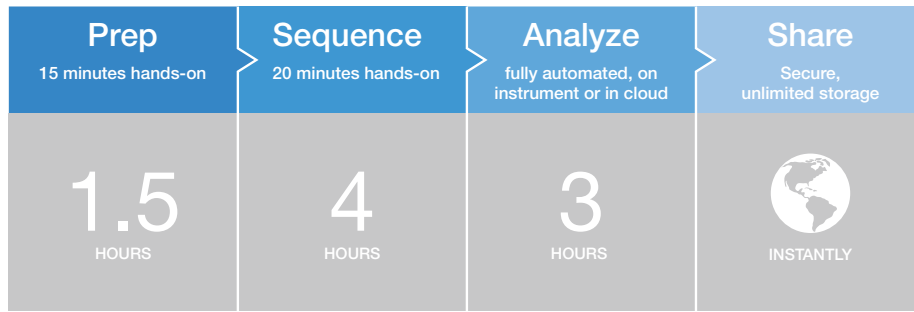 Prep
15 minutes hands-on
Sequence
20 minutes hands-on
Analyze
fully automated, on
instrument or in cloud
Share
Secure,
unlimited storage
1.5
HOURS
4
HOURS
3
HOURS
INSTANTLY